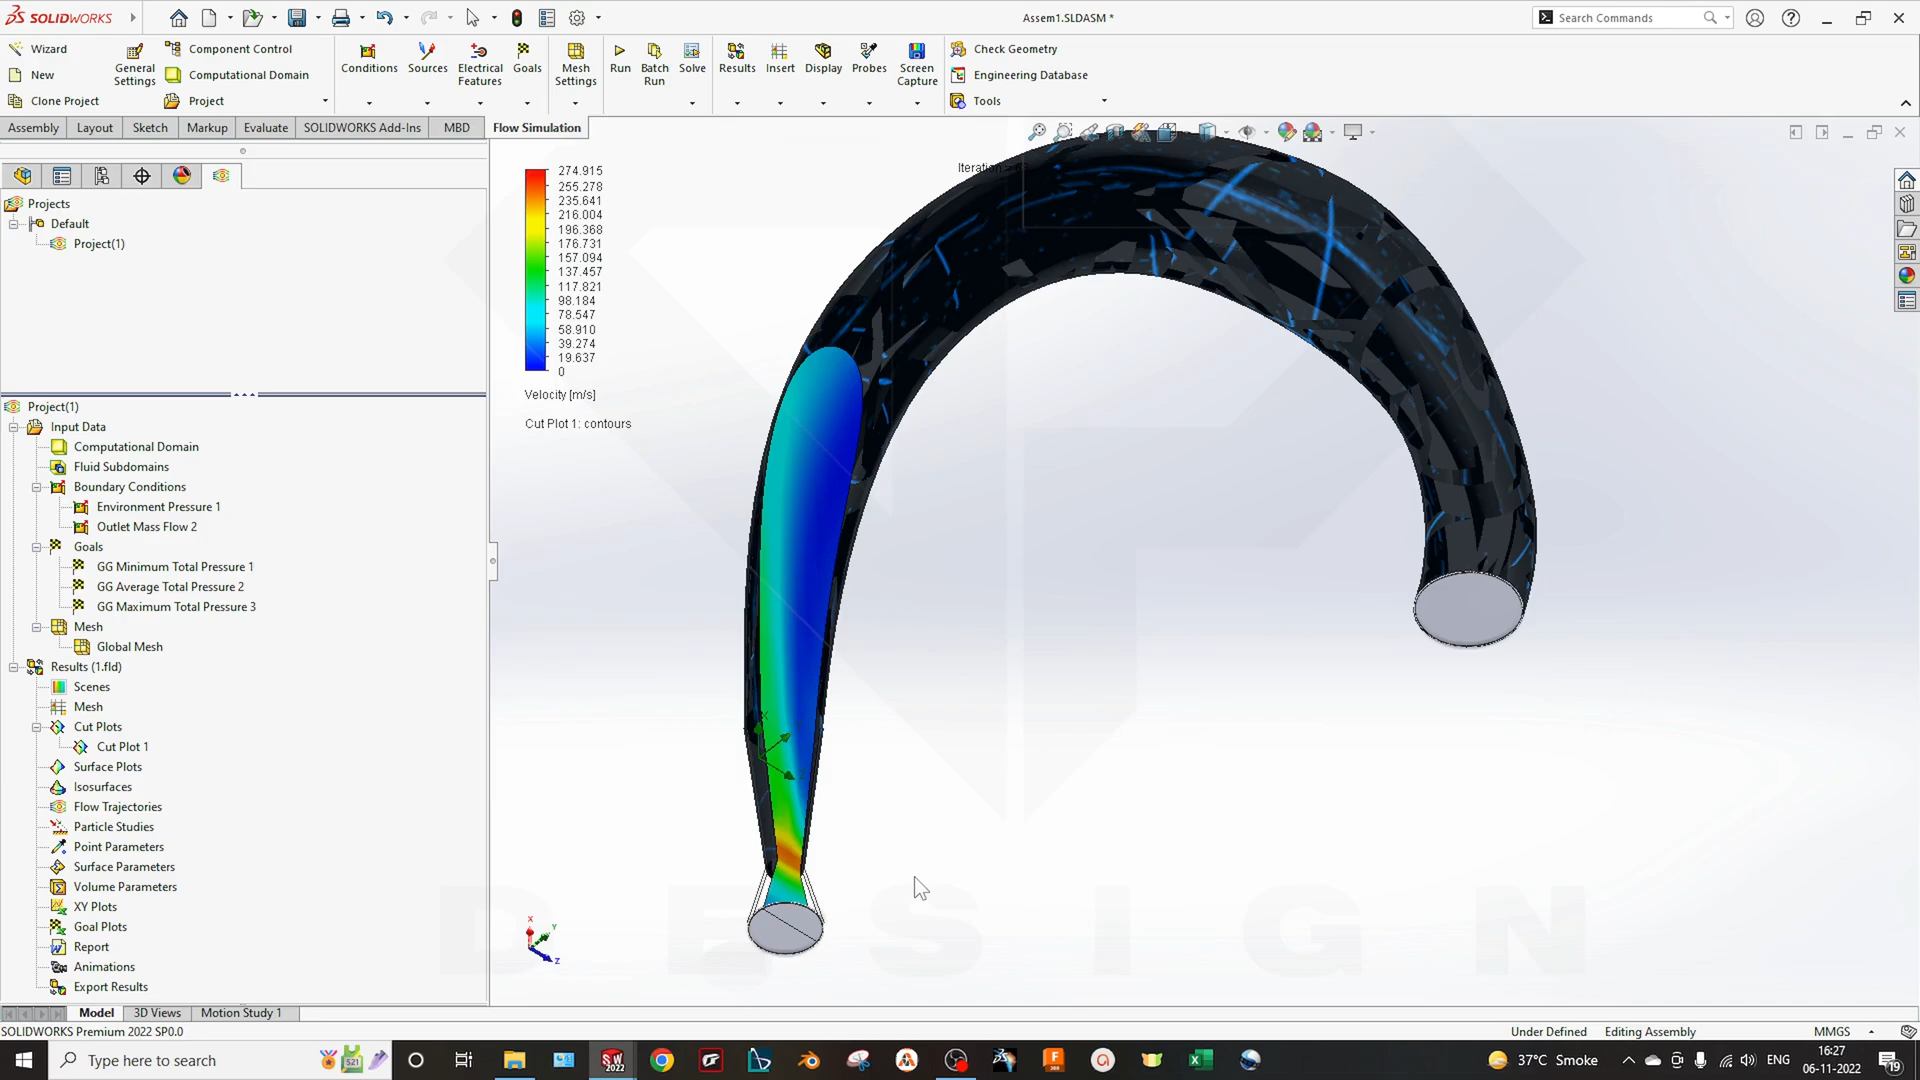 SOLIDWORKS
Assem1.SLDASM *
Search Commands
Wizard
New
Clone Project
General Settings
Component Control
Computational Domain
Project
Conditions
Sources
Electrical Features
Goals
Mesh Settings
Run
Batch Run
Solve
Results
Insert
Display
Probes
Screen Capture
Check Geometry
Engineering Database
Tools
Assembly
Layout
Sketch
Markup
Evaluate
SOLIDWORKS Add-Ins
MBD
Flow Simulation
Projects
Default
Project(1)
Project(1)
Input Data
Computational Domain
Fluid Subdomains
Boundary Conditions
Environment Pressure 1
Outlet Mass Flow 2
Goals
GG Minimum Total Pressure 1
GG Average Total Pressure 2
GG Maximum Total Pressure 3
Mesh
Global Mesh
Results (1.fld)
Scenes
Mesh
Cut Plots
Cut Plot 1
Surface Plots
Isosurfaces
Flow Trajectories
Particle Studies
Point Parameters
Surface Parameters
Volume Parameters
XY Plots
Goal Plots
Report
Animations
Export Results
274.915
255.278
235.641
216.004
196.368
176.731
157.094
137.457
117.821
98.184
78.547
58.910
39.274
19.637
0
Velocity [m/s]
Cut Plot 1: contours
X
Y
Z
DESIGN
Model
3D Views
Motion Study 1
SOLIDWORKS Premium 2022 SP0.0
Under Defined
Editing Assembly
MMGS
Type here to search
37°C Smoke
ENG
16:27
06-11-2022
19